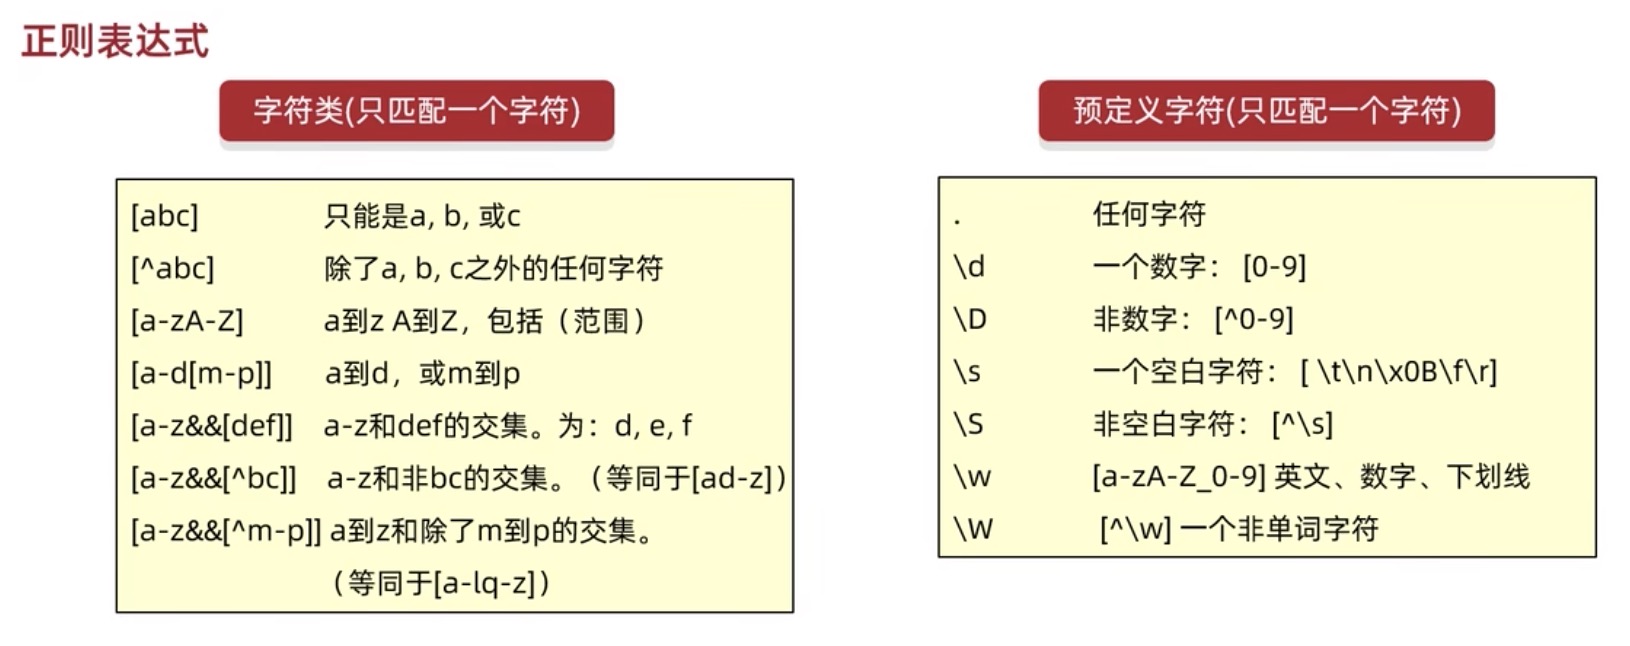 正则表达式
字符类(只匹配一个字符)
[abc] 只能是a, b, 或c
[^abc] 除了a, b, c之外的任何字符
[a-zA-Z] a到z A到Z，包括（范围）
[a-d[m-p]] a到d，或m到p
[a-z&&[def]] a-z和def的交集。为：d, e, f
[a-z&&[^bc]] a-z和非bc的交集。（等同于[ad-z]）
[a-z&&[^m-p]] a到z和除了m到p的交集。
（等同于[a-lq-z]）
预定义字符(只匹配一个字符)
. 任何字符
\d 一个数字： [0-9]
\D 非数字： [^0-9]
\s 一个空白字符： [ \t\n\x0B\f\r]
\S 非空白字符： [^\s]
\w [a-zA-Z_0-9] 英文、数字、下划线
\W [^\w] 一个非单词字符